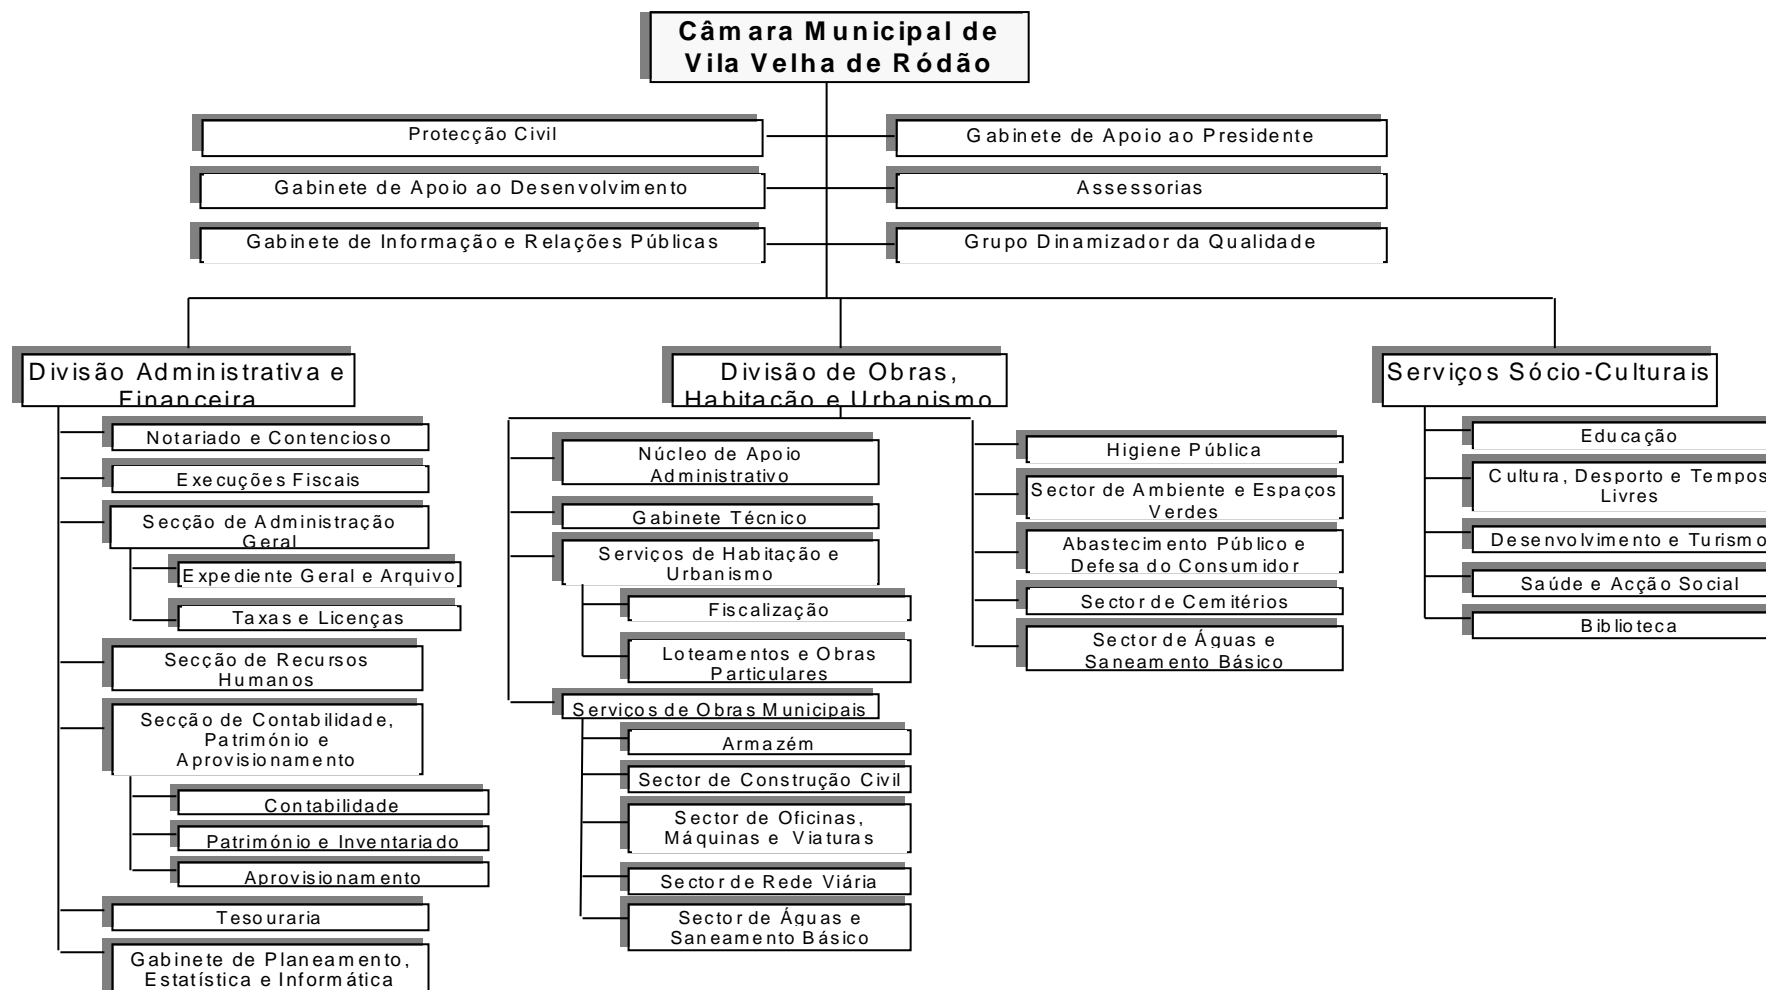 Câmara Municipal de
Vila Velha de Ródão
Protecção Civil
Gabinete de Apoio ao Presidente
Gabinete de Apoio ao Desenvolvimento
Assessorias
Gabinete de Informação e Relações Públicas
Grupo Dinamizador da Qualidade
Divisão Administrativa e
Financeira
Notariado e Contencioso
Execuções Fiscais
Secção de Administração
Geral
Expediente Geral e Arquivo
Taxas e Licenças
Secção de Recursos
Humanos
Secção de Contabilidade,
Património e
Aprovisionamento
Contabilidade
Património e Inventariado
Aprovisionamento
Tesouraria
Gabinete de Planeamento,
Estatística e Informática
Divisão de Obras,
Habitação e Urbanismo
Núcleo de Apoio
Administrativo
Gabinete Técnico
Serviços de Habitação e
Urbanismo
Fiscalização
Loteamentos e Obras
Particulares
Serviços de Obras Municipais
Armazém
Sector de Construção Civil
Sector de Oficinas,
Máquinas e Viaturas
Sector de Rede Viária
Sector de Águas e
Saneamento Básico
Higiene Pública
Sector de Ambiente e Espaços
Verdes
Abastecimento Público e
Defesa do Consumidor
Sector de Cemitérios
Sector de Águas e
Saneamento Básico
Serviços Sócio-Culturais
Educação
Cultura, Desporto e Tempos
Livres
Desenvolvimento e Turismo
Saúde e Acção Social
Biblioteca